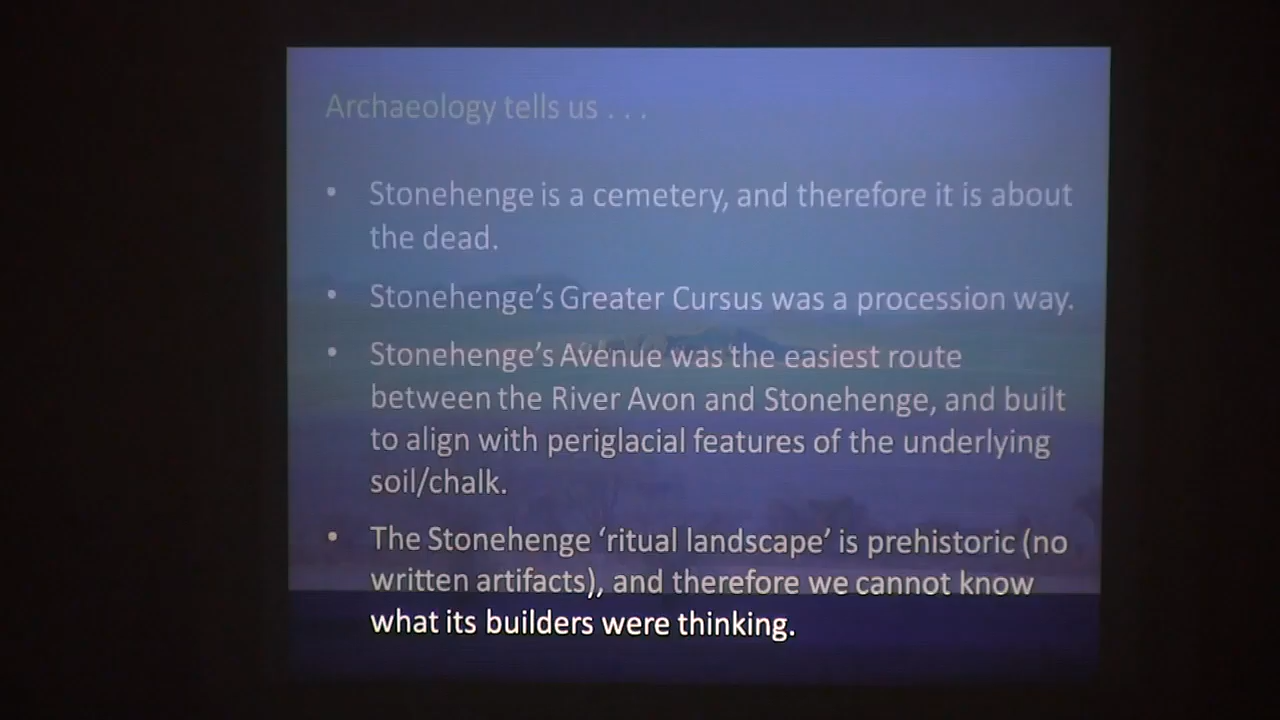 Archaeology tells us . . .
• Stonehenge is a cemetery, and therefore it is about
the dead.
• Stonehenge’s Greater Cursus was a procession way.
• Stonehenge’s Avenue was the easiest route
between the River Avon and Stonehenge, and built
to align with periglacial features of the underlying
soil/chalk.
• The Stonehenge ‘ritual landscape’ is prehistoric (no
written artifacts), and therefore we cannot know
what its builders were thinking.